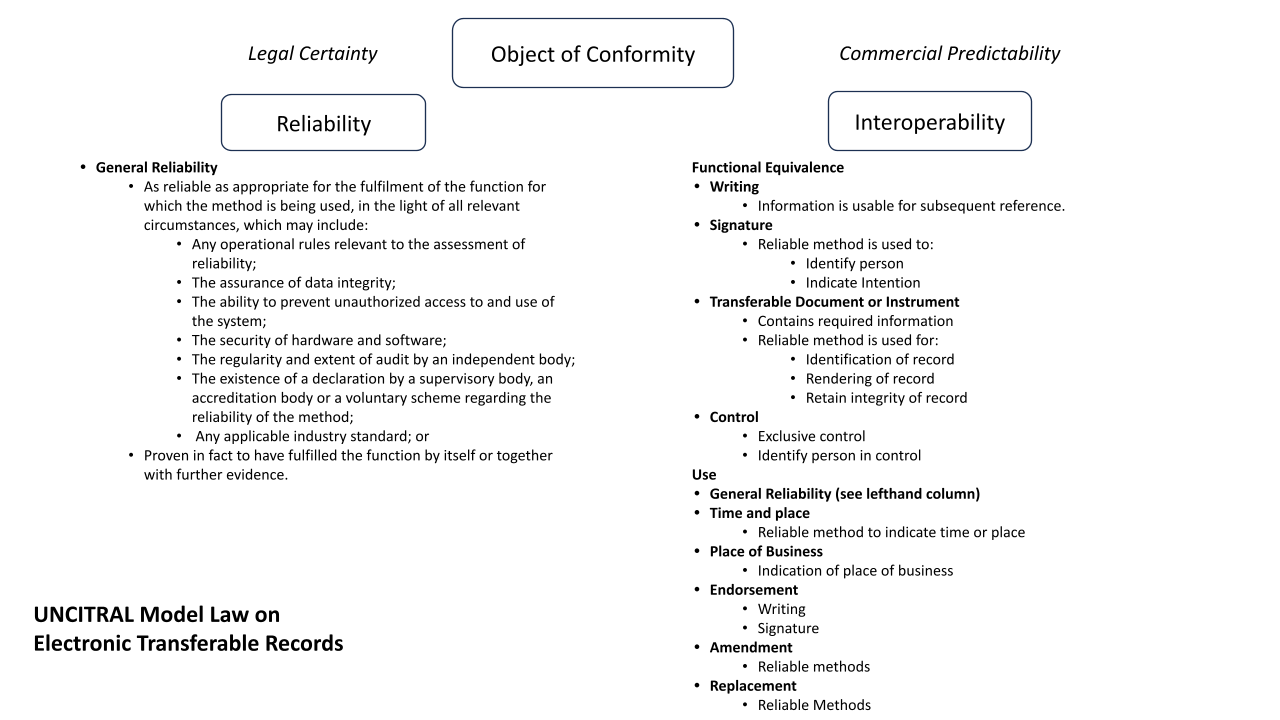 Legal Certainty
Object of Conformity
Commercial Predictability
Reliability
Interoperability
• General Reliability
• As reliable as appropriate for the fulfilment of the function for
which the method is being used, in the light of all relevant
circumstances, which may include:
• Any operational rules relevant to the assessment of
reliability;
• The assurance of data integrity;
• The ability to prevent unauthorized access to and use of
the system;
• The security of hardware and software;
• The regularity and extent of audit by an independent body;
• The existence of a declaration by a supervisory body, an
accreditation body or a voluntary scheme regarding the
reliability of the method;
• Any applicable industry standard; or
• Proven in fact to have fulfilled the function by itself or together
with further evidence.
Functional Equivalence
• Writing
• Information is usable for subsequent reference.
• Signature
• Reliable method is used to:
• Identify person
• Indicate Intention
• Transferable Document or Instrument
• Contains required information
• Reliable method is used for:
• Identification of record
• Rendering of record
• Retain integrity of record
• Control
• Exclusive control
• Identify person in control
Use
• General Reliability (see lefthand column)
• Time and place
• Reliable method to indicate time or place
• Place of Business
• Indication of place of business
• Endorsement
• Writing
• Signature
• Amendment
• Reliable methods
• Replacement
• Reliable Methods
UNCITRAL Model Law on
Electronic Transferable Records